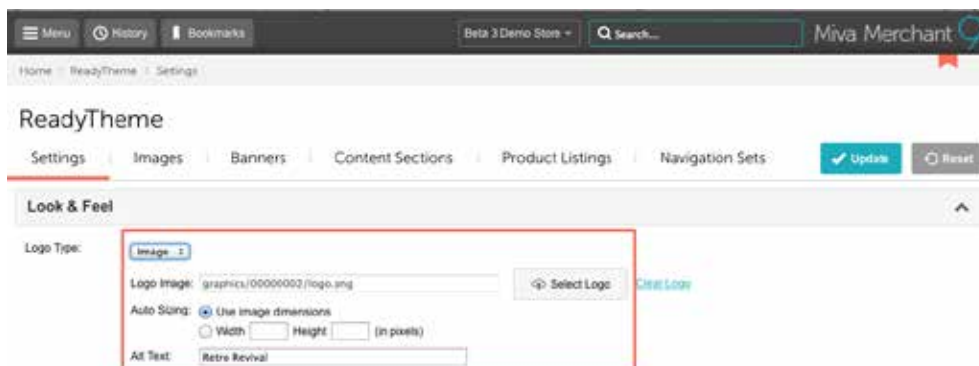 Menu History Bookmarks Beta 3 Demo Store Search... Miva Merchant 9
Home ReadyTheme Settings
ReadyTheme
Settings Images Banners Content Sections Product Listings Navigation Sets Update Reset
Look & Feel
Logo Type: Image
Logo Image: graphics/00000002/logo.png Select Logo Clear Logo
Auto Sizing: Use image dimensions
Width Height (in pixels)
Alt Text: Retro Revival